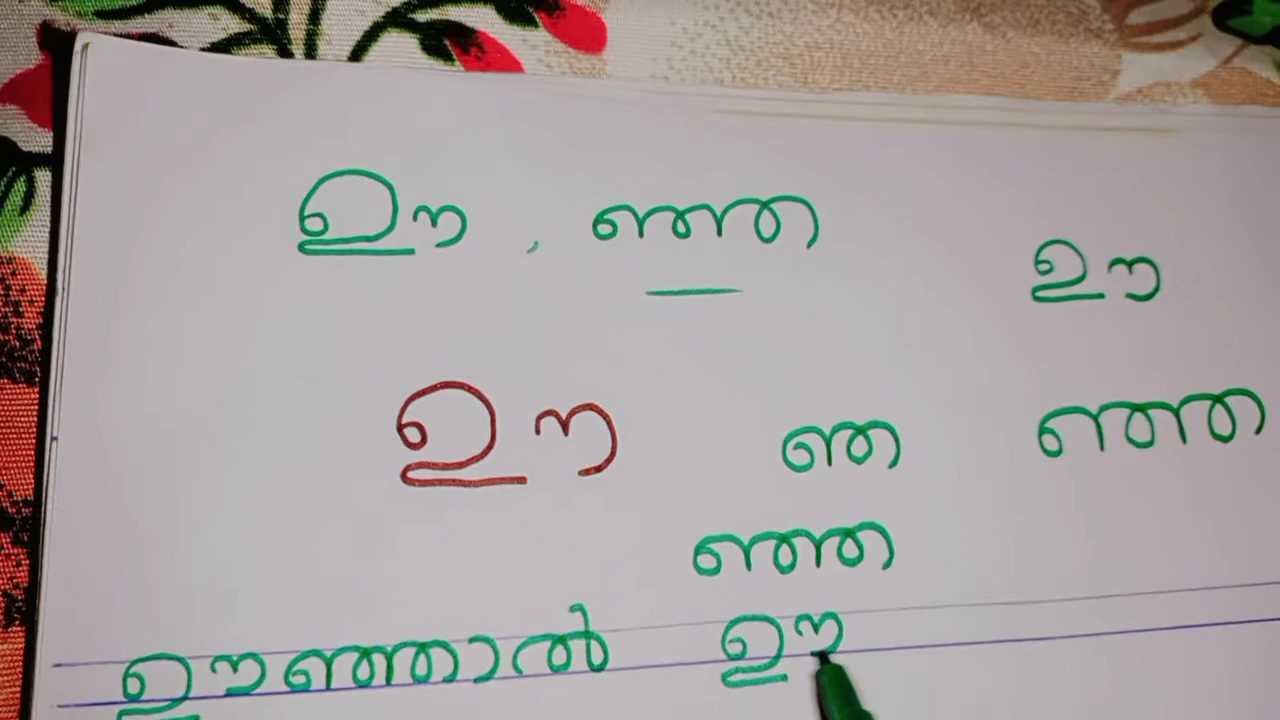 ഊ , ഞ്ഞ
ഊ
ഊ ഞ ഞ്ഞ
ഞ്ഞ
ഊഞ്ഞാൽ ഊ